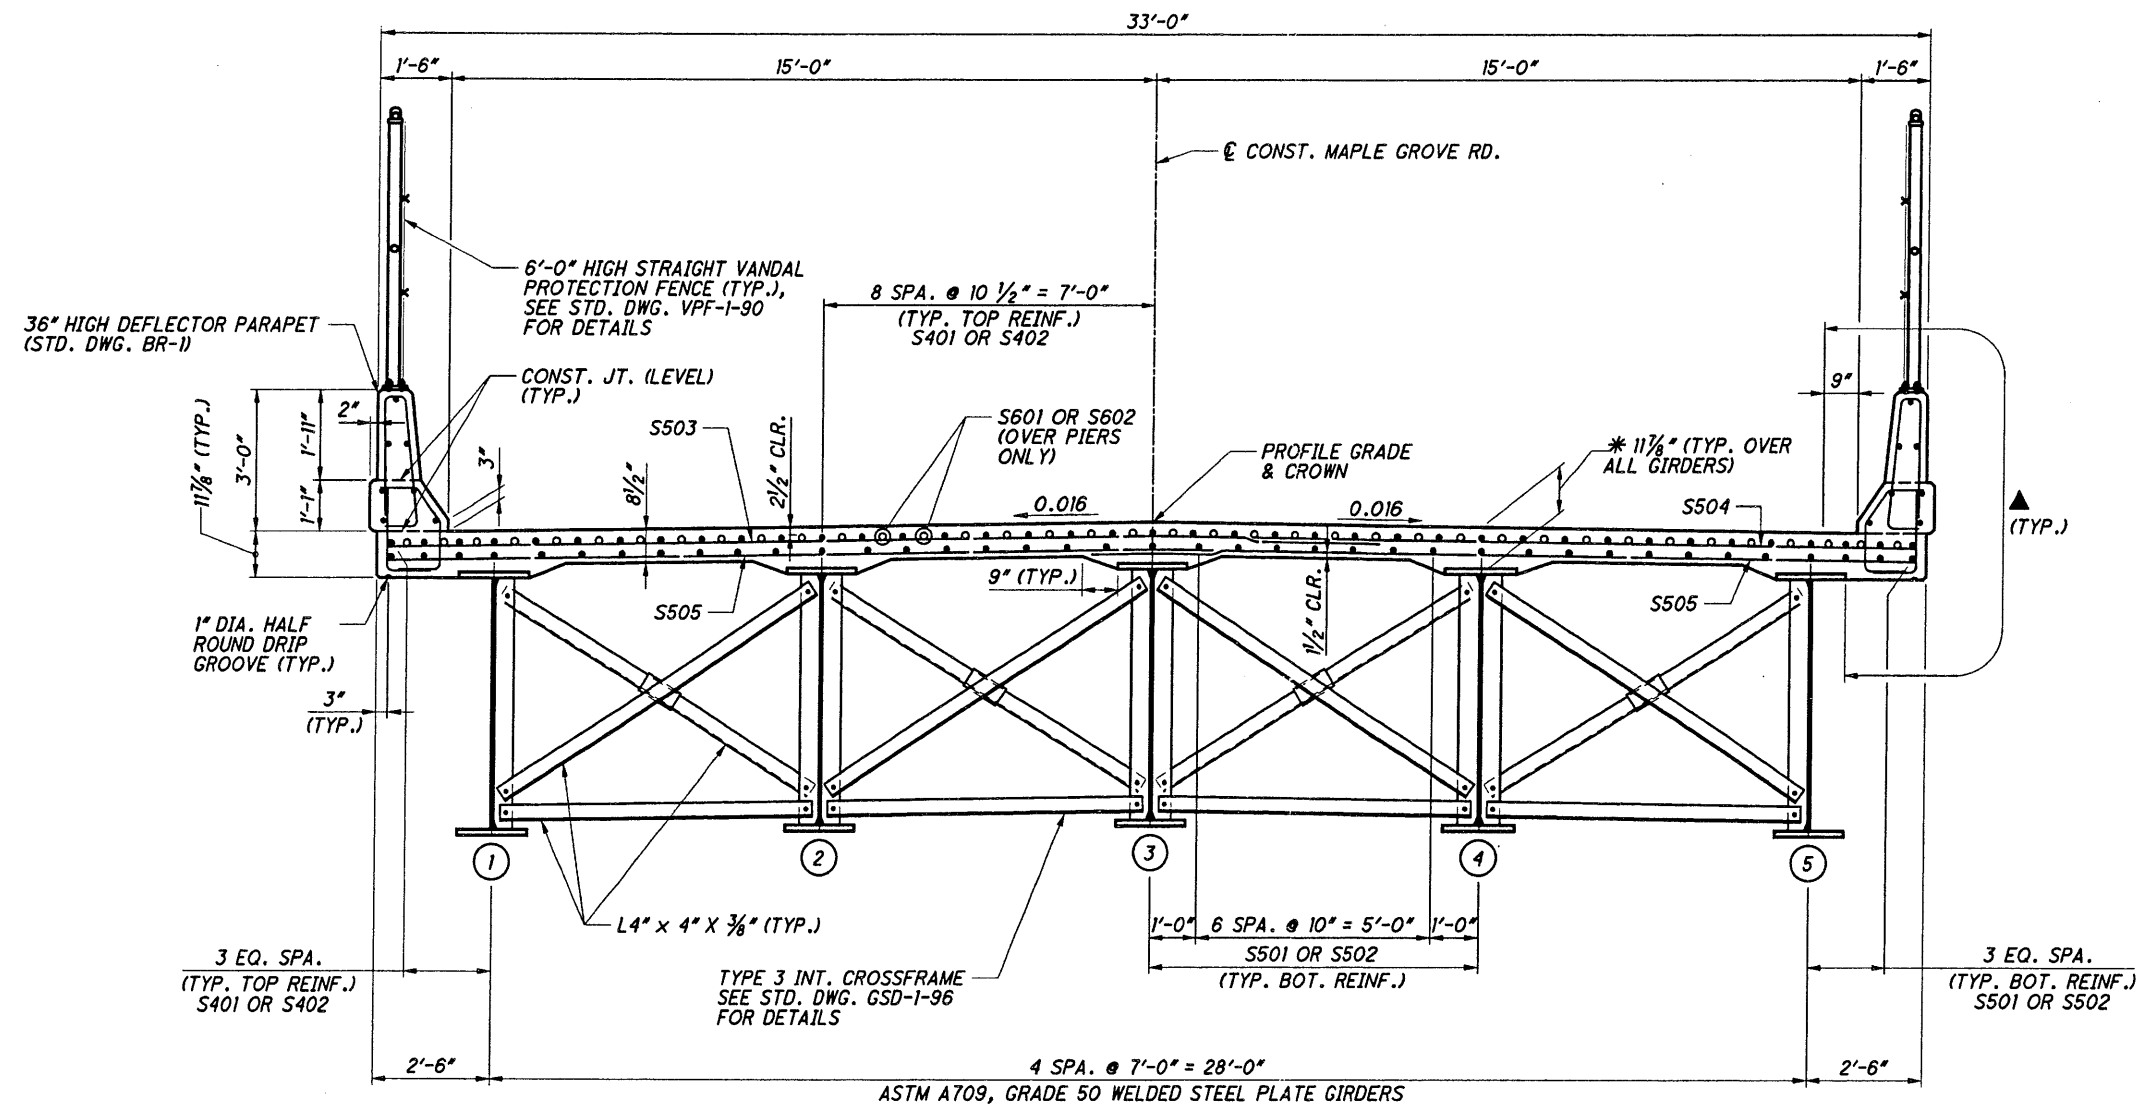 33'-0"
1'-6"
15'-0"
15'-0"
1'-6"
℄ CONST. MAPLE GROVE RD.
6'-0" HIGH STRAIGHT VANDAL
PROTECTION FENCE (TYP.),
SEE STD. DWG. VPF-1-90
FOR DETAILS
8 SPA. @ 10 1/2" = 7'-0"
(TYP. TOP REINF.)
S401 OR S402
36" HIGH DEFLECTOR PARAPET
(STD. DWG. BR-1)
CONST. JT. (LEVEL)
(TYP.)
2"
9"
11 7/8" (TYP.)
3'-0"
1'-11"
1'-1"
3"
S503
8 1/2"
2 1/2" CLR.
S601 OR S602
(OVER PIERS
ONLY)
PROFILE GRADE
& CROWN
* 11 7/8" (TYP. OVER
ALL GIRDERS)
0.016
0.016
S504
▲
(TYP.)
9" (TYP.)
1 1/2" CLR.
S505
S505
1" DIA. HALF
ROUND DRIP
GROOVE (TYP.)
3"
(TYP.)
1
2
3
4
5
L4" x 4" X 3/8" (TYP.)
1'-0"
6 SPA. @ 10" = 5'-0"
1'-0"
S501 OR S502
(TYP. BOT. REINF.)
3 EQ. SPA.
(TYP. TOP REINF.)
S401 OR S402
TYPE 3 INT. CROSSFRAME
SEE STD. DWG. GSD-1-96
FOR DETAILS
3 EQ. SPA.
(TYP. BOT. REINF.)
S501 OR S502
2'-6"
4 SPA. @ 7'-0" = 28'-0"
2'-6"
ASTM A709, GRADE 50 WELDED STEEL PLATE GIRDERS